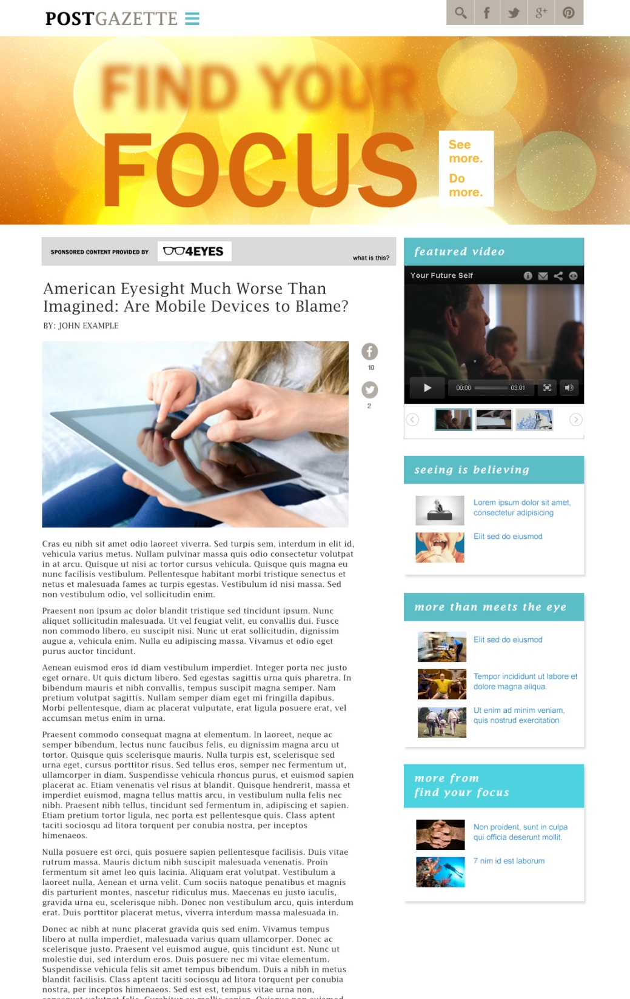 POSTGAZETTE
FIND YOUR
FOCUS
See
more.
Do
more.
SPONSORED CONTENT PROVIDED BY
4EYES
what is this?
American Eyesight Much Worse Than
Imagined: Are Mobile Devices to Blame?
BY: JOHN EXAMPLE
10
2
Cras eu nibh sit amet odio laoreet viverra. Sed turpis sem, interdum in elit id,
vehicula varius metus. Nullam pulvinar massa quis odio consectetur volutpat
in at arcu. Quisque ut nisi ac tortor cursus vehicula. Quisque quis magna eu
nunc facilisis vestibulum. Pellentesque habitant morbi tristique senectus et
netus et malesuada fames ac turpis egestas. Vestibulum id nisi massa. Sed
non vestibulum odio, vel sollicitudin enim.
Praesent non ipsum ac dolor blandit tristique sed tincidunt ipsum. Nunc
aliquet sollicitudin malesuada. Ut vel feugiat velit, eu convallis dui. Fusce
non commodo libero, eu suscipit nisi. Nunc ut erat sollicitudin, dignissim
augue a, vehicula enim. Nulla eu adipiscing massa. Vivamus et odio eget
purus auctor tincidunt.
Aenean euismod eros id diam vestibulum imperdiet. Integer porta nec justo
eget ornare. Ut quis dictum libero. Sed egestas sagittis urna quis pharetra. In
bibendum mauris et nibh convallis, tempus suscipit magna semper. Nam
pretium volutpat sagittis. Nullam semper diam eget mi fringilla dapibus.
Morbi pellentesque, diam ac placerat vulputate, erat ligula posuere erat, vel
accumsan metus enim in urna.
Praesent commodo consequat magna at elementum. In laoreet, neque ac
semper bibendum, lectus nunc faucibus felis, eu dignissim magna arcu ut
tortor. Quisque quis scelerisque mauris. Nulla turpis est, scelerisque sed
urna eget, cursus porttitor risus. Sed tellus eros, semper nec fermentum ut,
ullamcorper in diam. Suspendisse vehicula rhoncus purus, et euismod sapien
placerat ac. Etiam venenatis vel risus at blandit. Quisque hendrerit, massa et
imperdiet euismod, magna tellus mattis arcu, in vestibulum nulla felis nec
nibh. Praesent nibh tellus, tincidunt sed fermentum in, adipiscing et sapien.
Etiam pretium tortor ligula, nec porta est pellentesque quis. Class aptent
taciti sociosqu ad litora torquent per conubia nostra, per inceptos
himenaeos.
Nulla posuere est orci, quis posuere sapien pellentesque facilisis. Duis vitae
rutrum massa. Mauris dictum nibh suscipit malesuada venenatis. Proin
fermentum sit amet leo quis lacinia. Aliquam erat volutpat. Vestibulum a
laoreet nulla. Aenean et urna velit. Cum sociis natoque penatibus et magnis
dis parturient montes, nascetur ridiculus mus. Maecenas eu justo iaculis,
gravida urna eu, scelerisque nibh. Donec non vestibulum arcu, quis interdum
erat. Duis porttitor placerat metus, viverra interdum massa malesuada in.
Donec ac nibh at nunc placerat gravida quis sed enim. Vivamus tempus
libero at nulla imperdiet, malesuada varius quam ullamcorper. Donec ac
scelerisque justo. Praesent vel euismod augue, quis tincidunt est. Nunc ut
molestie dui, sed interdum eros. Duis posuere nec mi vitae elementum.
Suspendisse vehicula felis sit amet tempus bibendum. Duis a nibh in metus
blandit facilisis. Class aptent taciti sociosqu ad litora torquent per conubia
nostra, per inceptos himenaeos. Sed est est, tempus vitae urna non,
featured video
Your Future Self
00:00
03:01
seeing is believing
Lorem ipsum dolor sit amet,
consectetur adipisicing
Elit sed do eiusmod
more than meets the eye
Elit sed do eiusmod
Tempor incididunt ut labore et
dolore magna aliqua.
Ut enim ad minim veniam,
quis nostrud exercitation
more from
find your focus
Non proident, sunt in culpa
qui officia deserunt mollit.
7 nim id est laborum